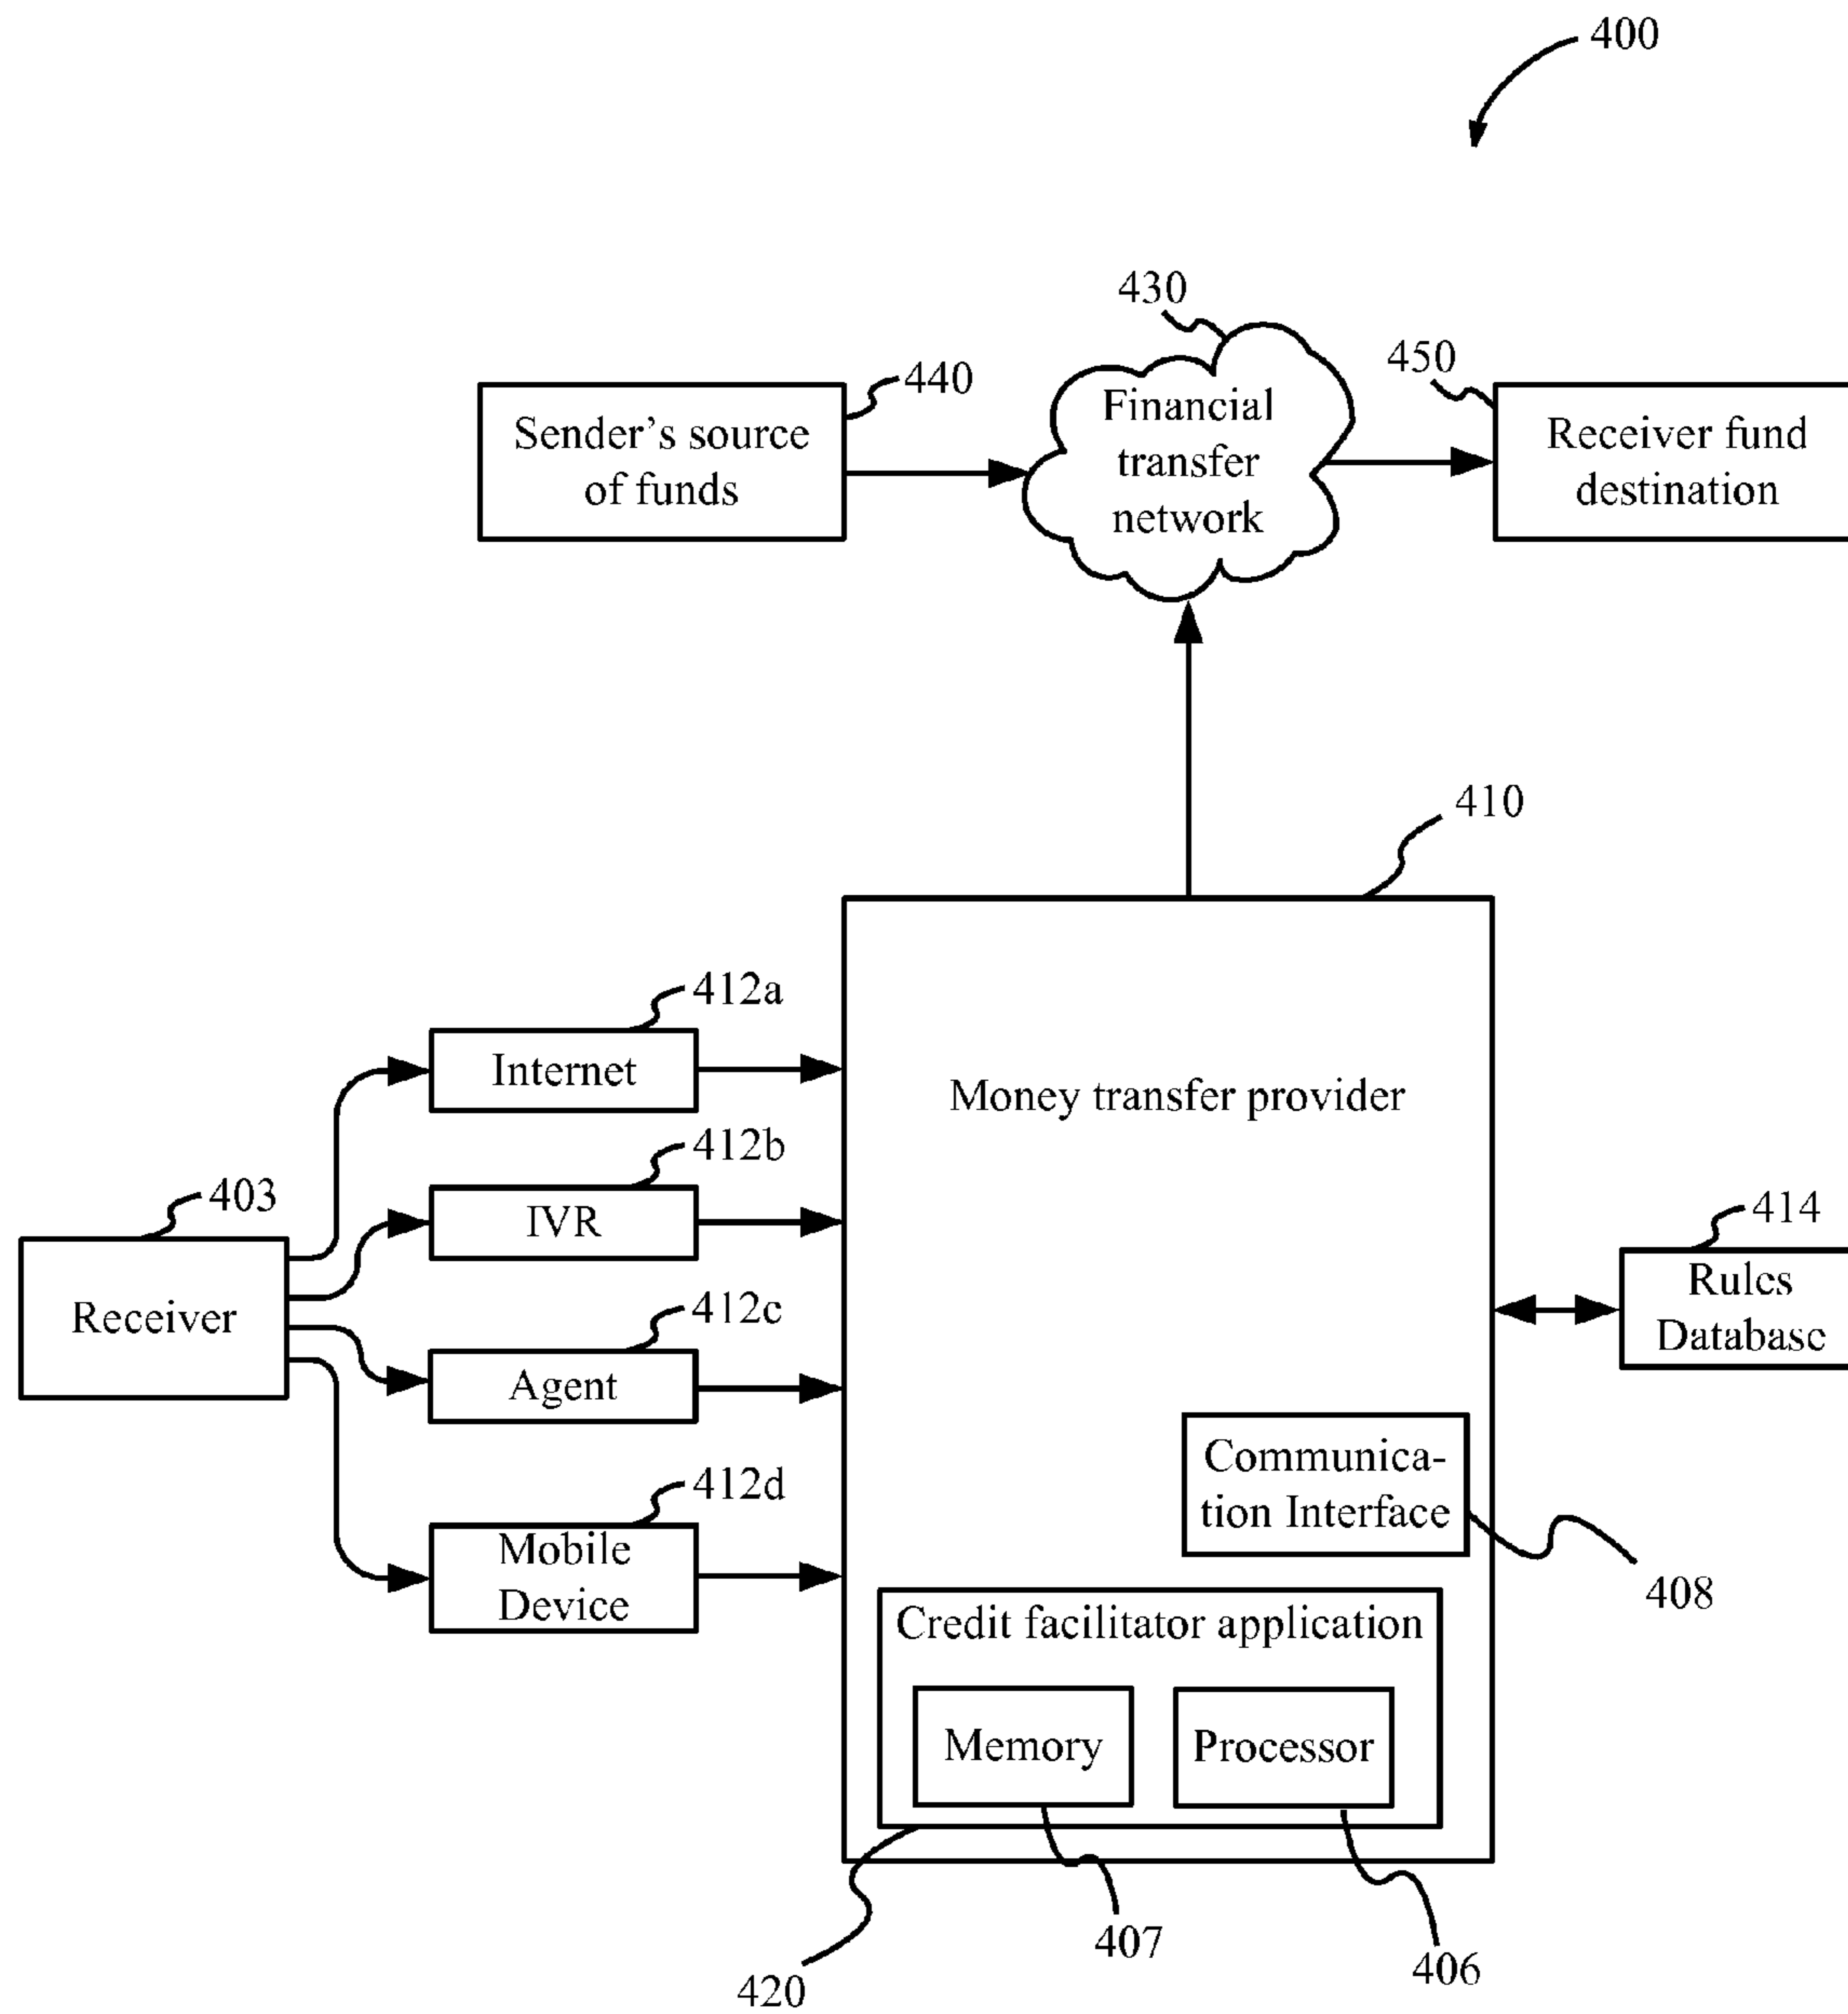 400
430
440
450
Sender's source
of funds
Financial
transfer
network
Receiver fund
destination
410
412a
Internet
Money transfer provider
412b
IVR
403
Receiver
412c
Agent
414
Rules
Database
412d
Mobile
Device
Communica-
tion Interface
408
Credit facilitator application
Memory
Processor
407
406
420